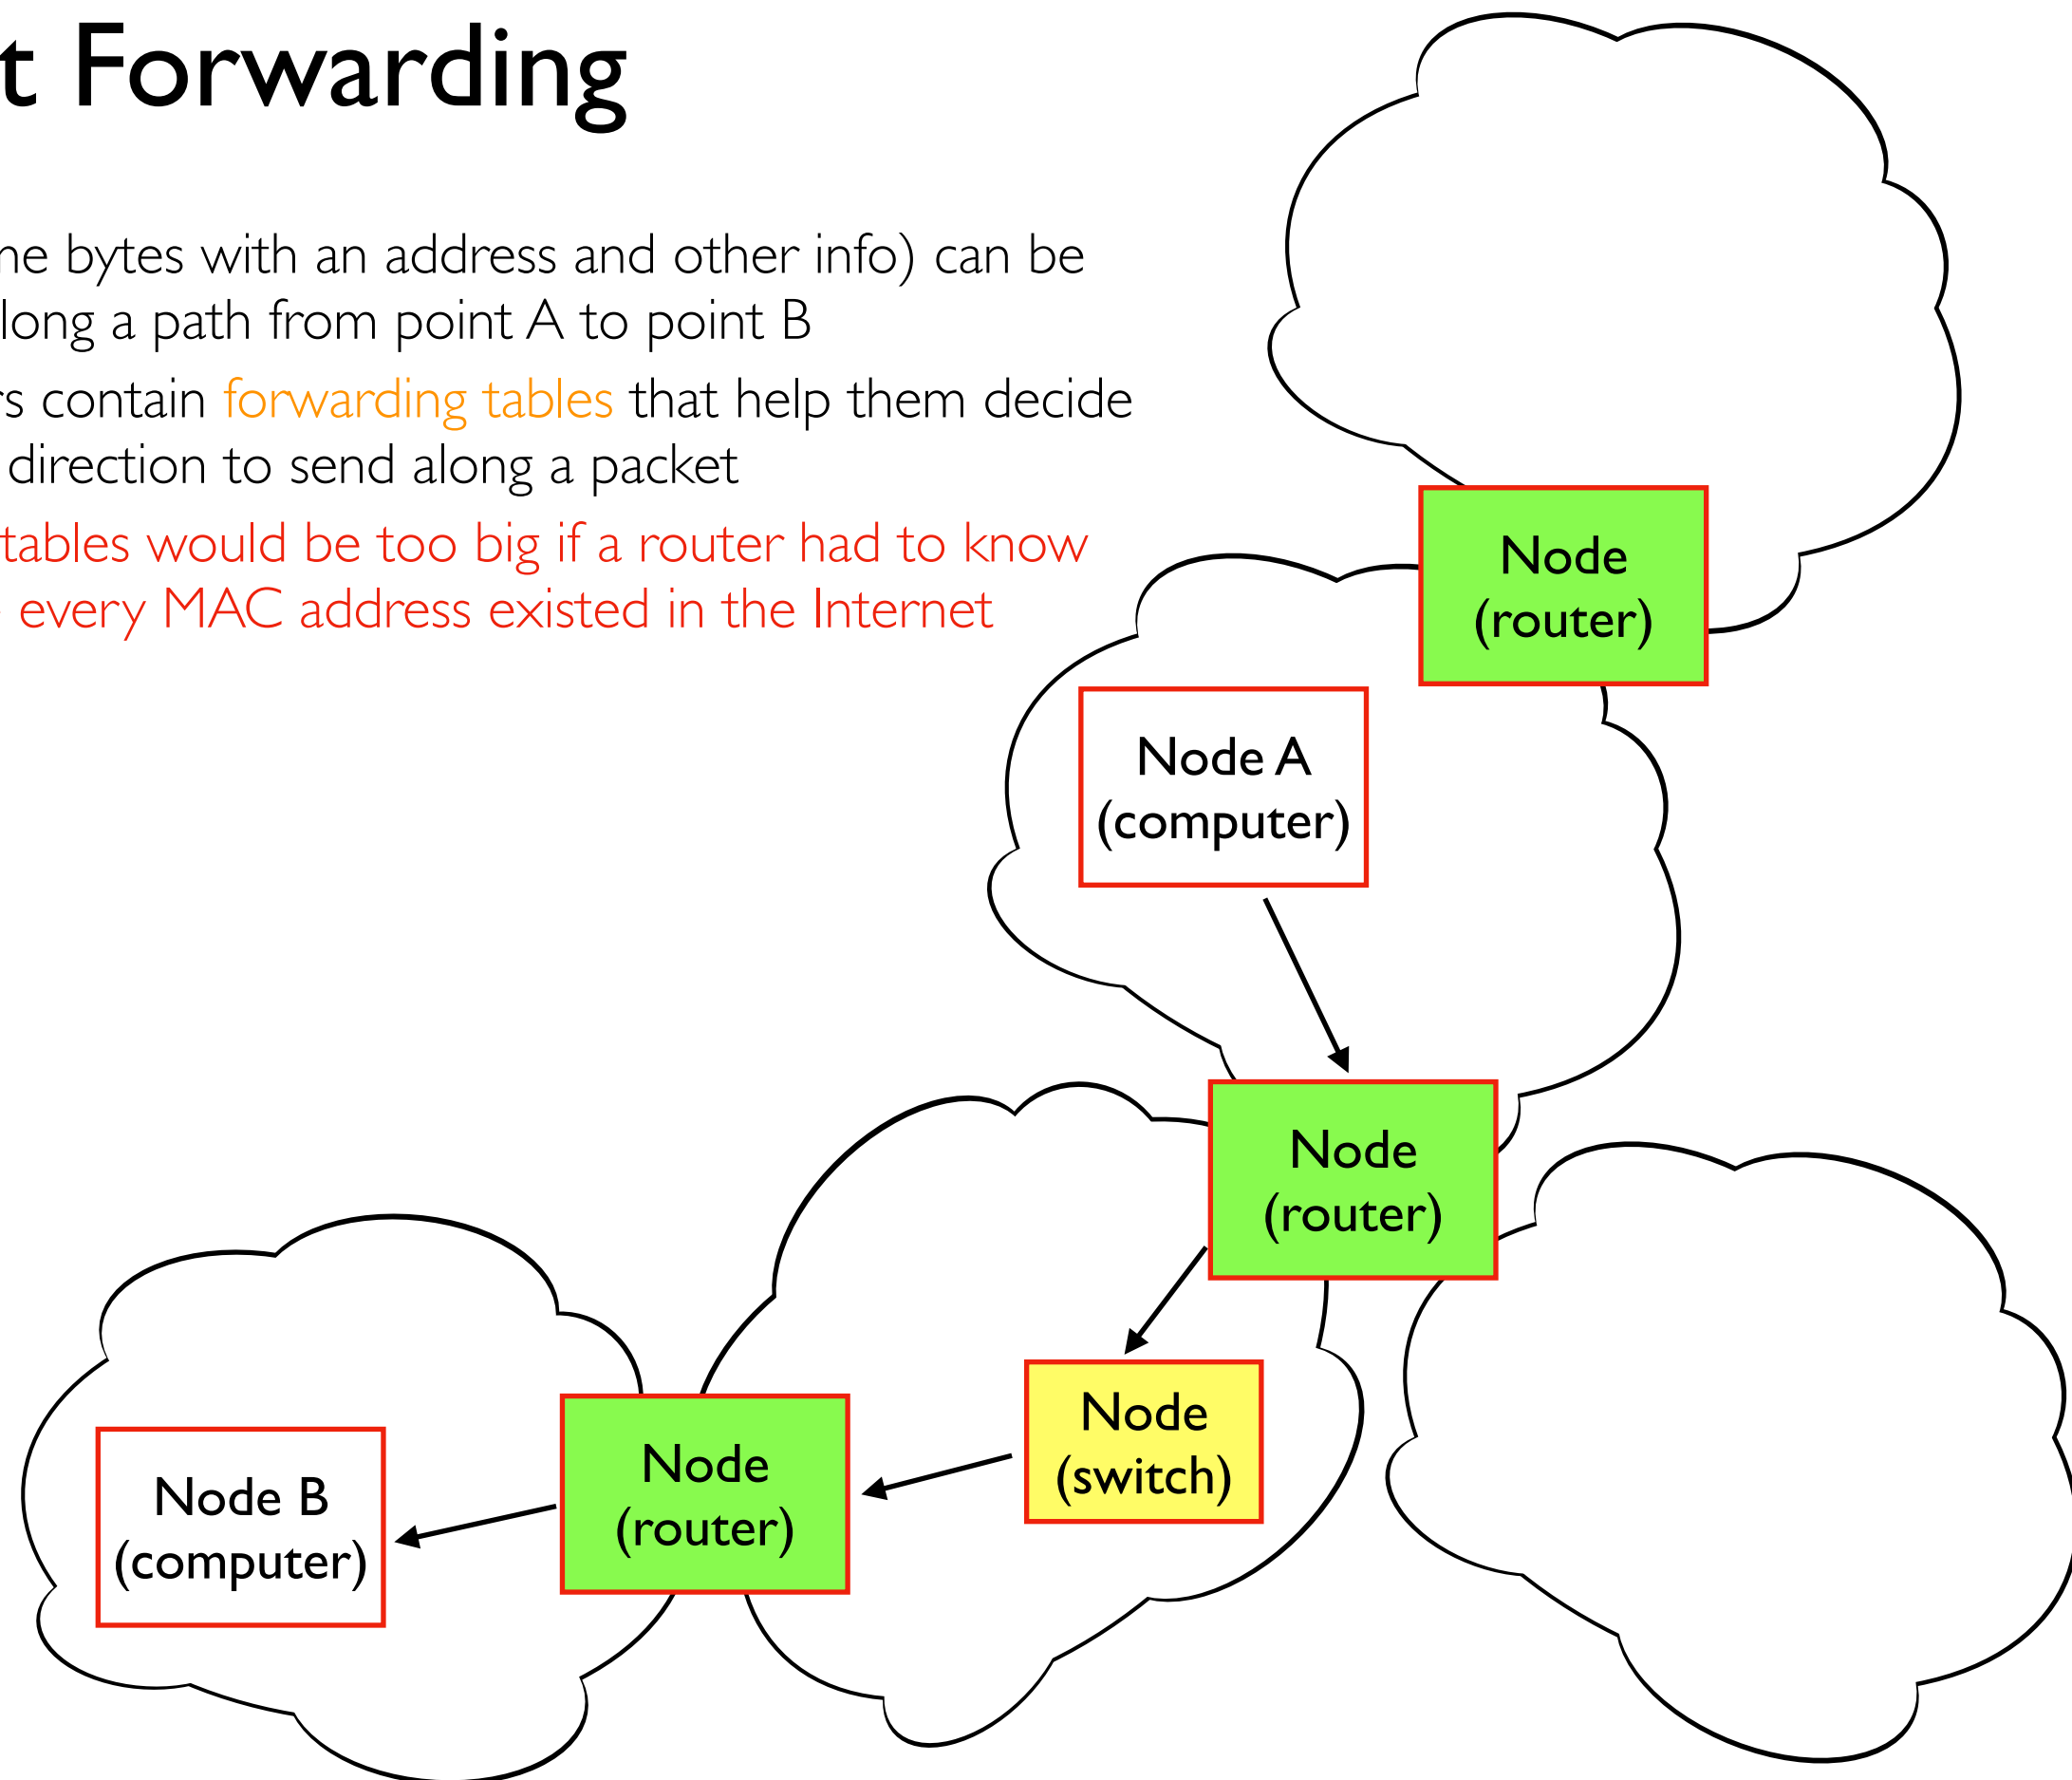 t Forwarding
ne bytes with an address and other info) can be
long a path from point A to point B
s contain forwarding tables that help them decide
direction to send along a packet
tables would be too big if a router had to know
every MAC address existed in the Internet
Node
(router)
Node A
(computer)
Node
(router)
Node
(switch)
Node
(router)
Node B
(computer)